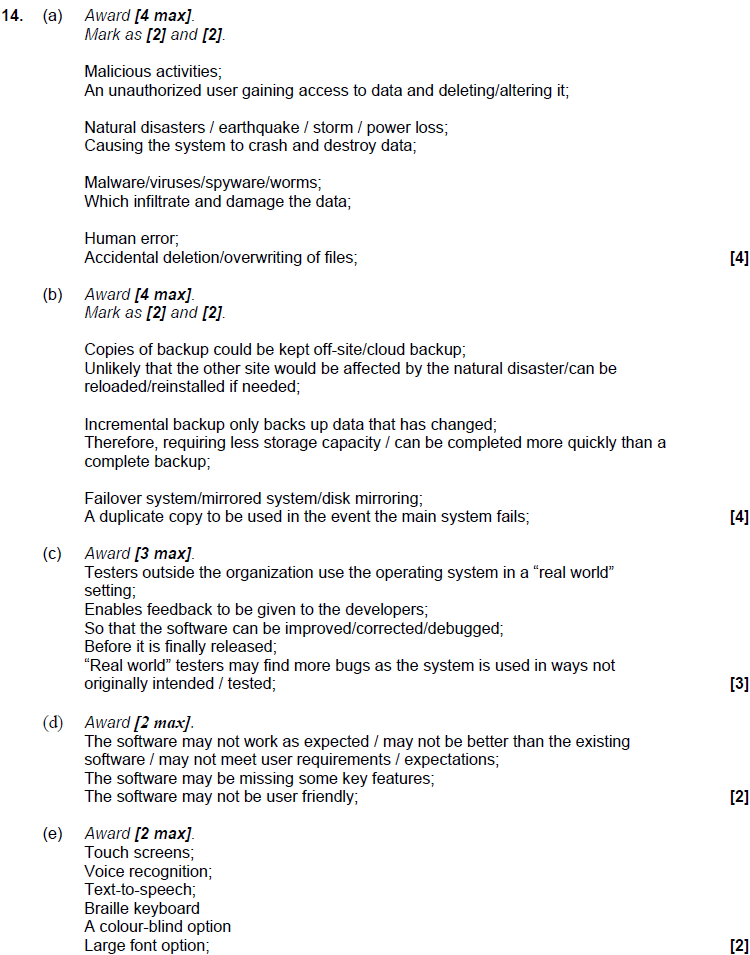 14. (a) Award [4 max].
Mark as [2] and [2].
Malicious activities;
An unauthorized user gaining access to data and deleting/altering it;
Natural disasters / earthquake / storm / power loss;
Causing the system to crash and destroy data;
Malware/viruses/spyware/worms;
Which infiltrate and damage the data;
Human error;
Accidental deletion/overwriting of files; [4]
(b) Award [4 max].
Mark as [2] and [2].
Copies of backup could be kept off-site/cloud backup;
Unlikely that the other site would be affected by the natural disaster/can be
reloaded/reinstalled if needed;
Incremental backup only backs up data that has changed;
Therefore, requiring less storage capacity / can be completed more quickly than a
complete backup;
Failover system/mirrored system/disk mirroring;
A duplicate copy to be used in the event the main system fails; [4]
(c) Award [3 max].
Testers outside the organization use the operating system in a “real world”
setting;
Enables feedback to be given to the developers;
So that the software can be improved/corrected/debugged;
Before it is finally released;
“Real world” testers may find more bugs as the system is used in ways not
originally intended / tested; [3]
(d) Award [2 max].
The software may not work as expected / may not be better than the existing
software / may not meet user requirements / expectations;
The software may be missing some key features;
The software may not be user friendly; [2]
(e) Award [2 max].
Touch screens;
Voice recognition;
Text-to-speech;
Braille keyboard
A colour-blind option
Large font option; [2]